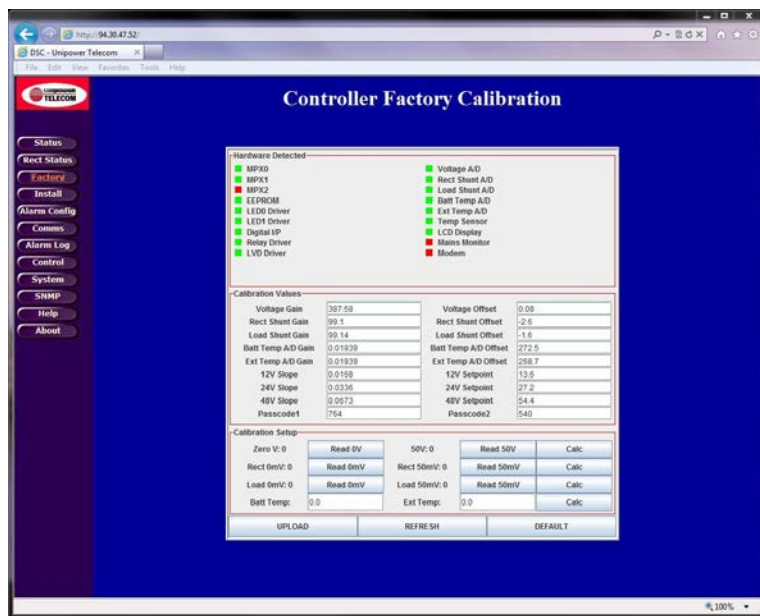 http://94.30.47.52/
DSC - Unipower Telecom
File Edit View Favorites Tools Help
UNIPOWER
TELECOM
Controller Factory Calibration
Status
Rect Status
Factory
Install
Alarm Config
Comms
Alarm Log
Control
System
SNMP
Help
About
Hardware Detected
MPX0
MPX1
MPX2
EEPROM
LED0 Driver
LED1 Driver
Digital I/P
Relay Driver
LVD Driver
Voltage A/D
Rect Shunt A/D
Load Shunt A/D
Batt Temp A/D
Ext Temp A/D
Temp Sensor
LCD Display
Mains Monitor
Modem
Calibration Values
Voltage Gain 387.58 Voltage Offset 0.08
Rect Shunt Gain 99.1 Rect Shunt Offset -2.6
Load Shunt Gain 99.14 Load Shunt Offset -1.6
Batt Temp A/D Gain 0.01939 Batt Temp A/D Offset 272.5
Ext Temp A/D Gain 0.01939 Ext Temp A/D Offset 268.7
12V Slope 0.0168 12V Setpoint 13.6
24V Slope 0.0336 24V Setpoint 27.2
48V Slope 0.0673 48V Setpoint 54.4
Passcode1 764 Passcode2 540
Calibration Setup
Zero V: 0 Read 0V 50V: 0 Read 50V Calc
Rect 0mV: 0 Read 0mV Rect 50mV: 0 Read 50mV Calc
Load 0mV: 0 Read 0mV Load 50mV: 0 Read 50mV Calc
Batt Temp: 0.0 Ext Temp: 0.0 Calc
UPLOAD REFRESH DEFAULT
100%